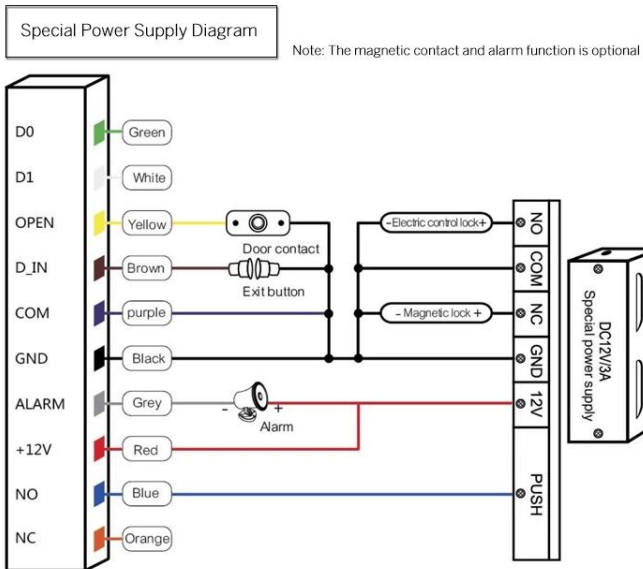 Special Power Supply Diagram
Note: The magnetic contact and alarm function is optional
D0
Green
D1
White
OPEN
Yellow
Door contact
D_IN
Brown
Exit button
COM
purple
GND
Black
ALARM
Grey
- +
Alarm
+12V
Red
NO
Blue
NC
Orange
-Electric control lock+
- Magnetic lock +
NO
COM
NC
GND
12V
PUSH
DC12V/3A
Special power supply